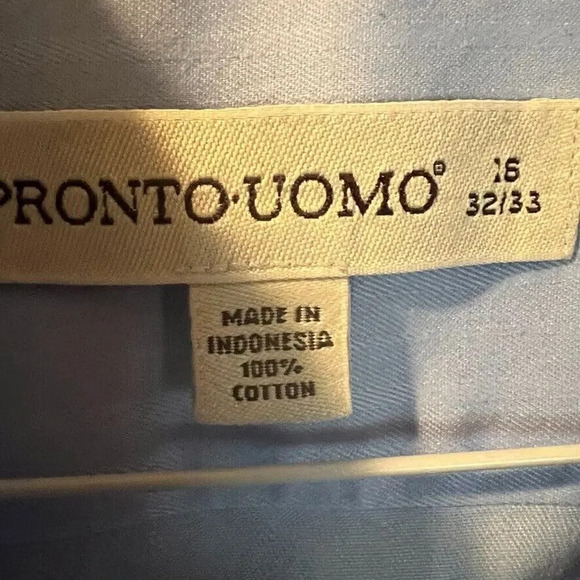 PRONTO·UOMO® 16
32/33
MADE IN
INDONESIA
100%
COTTON